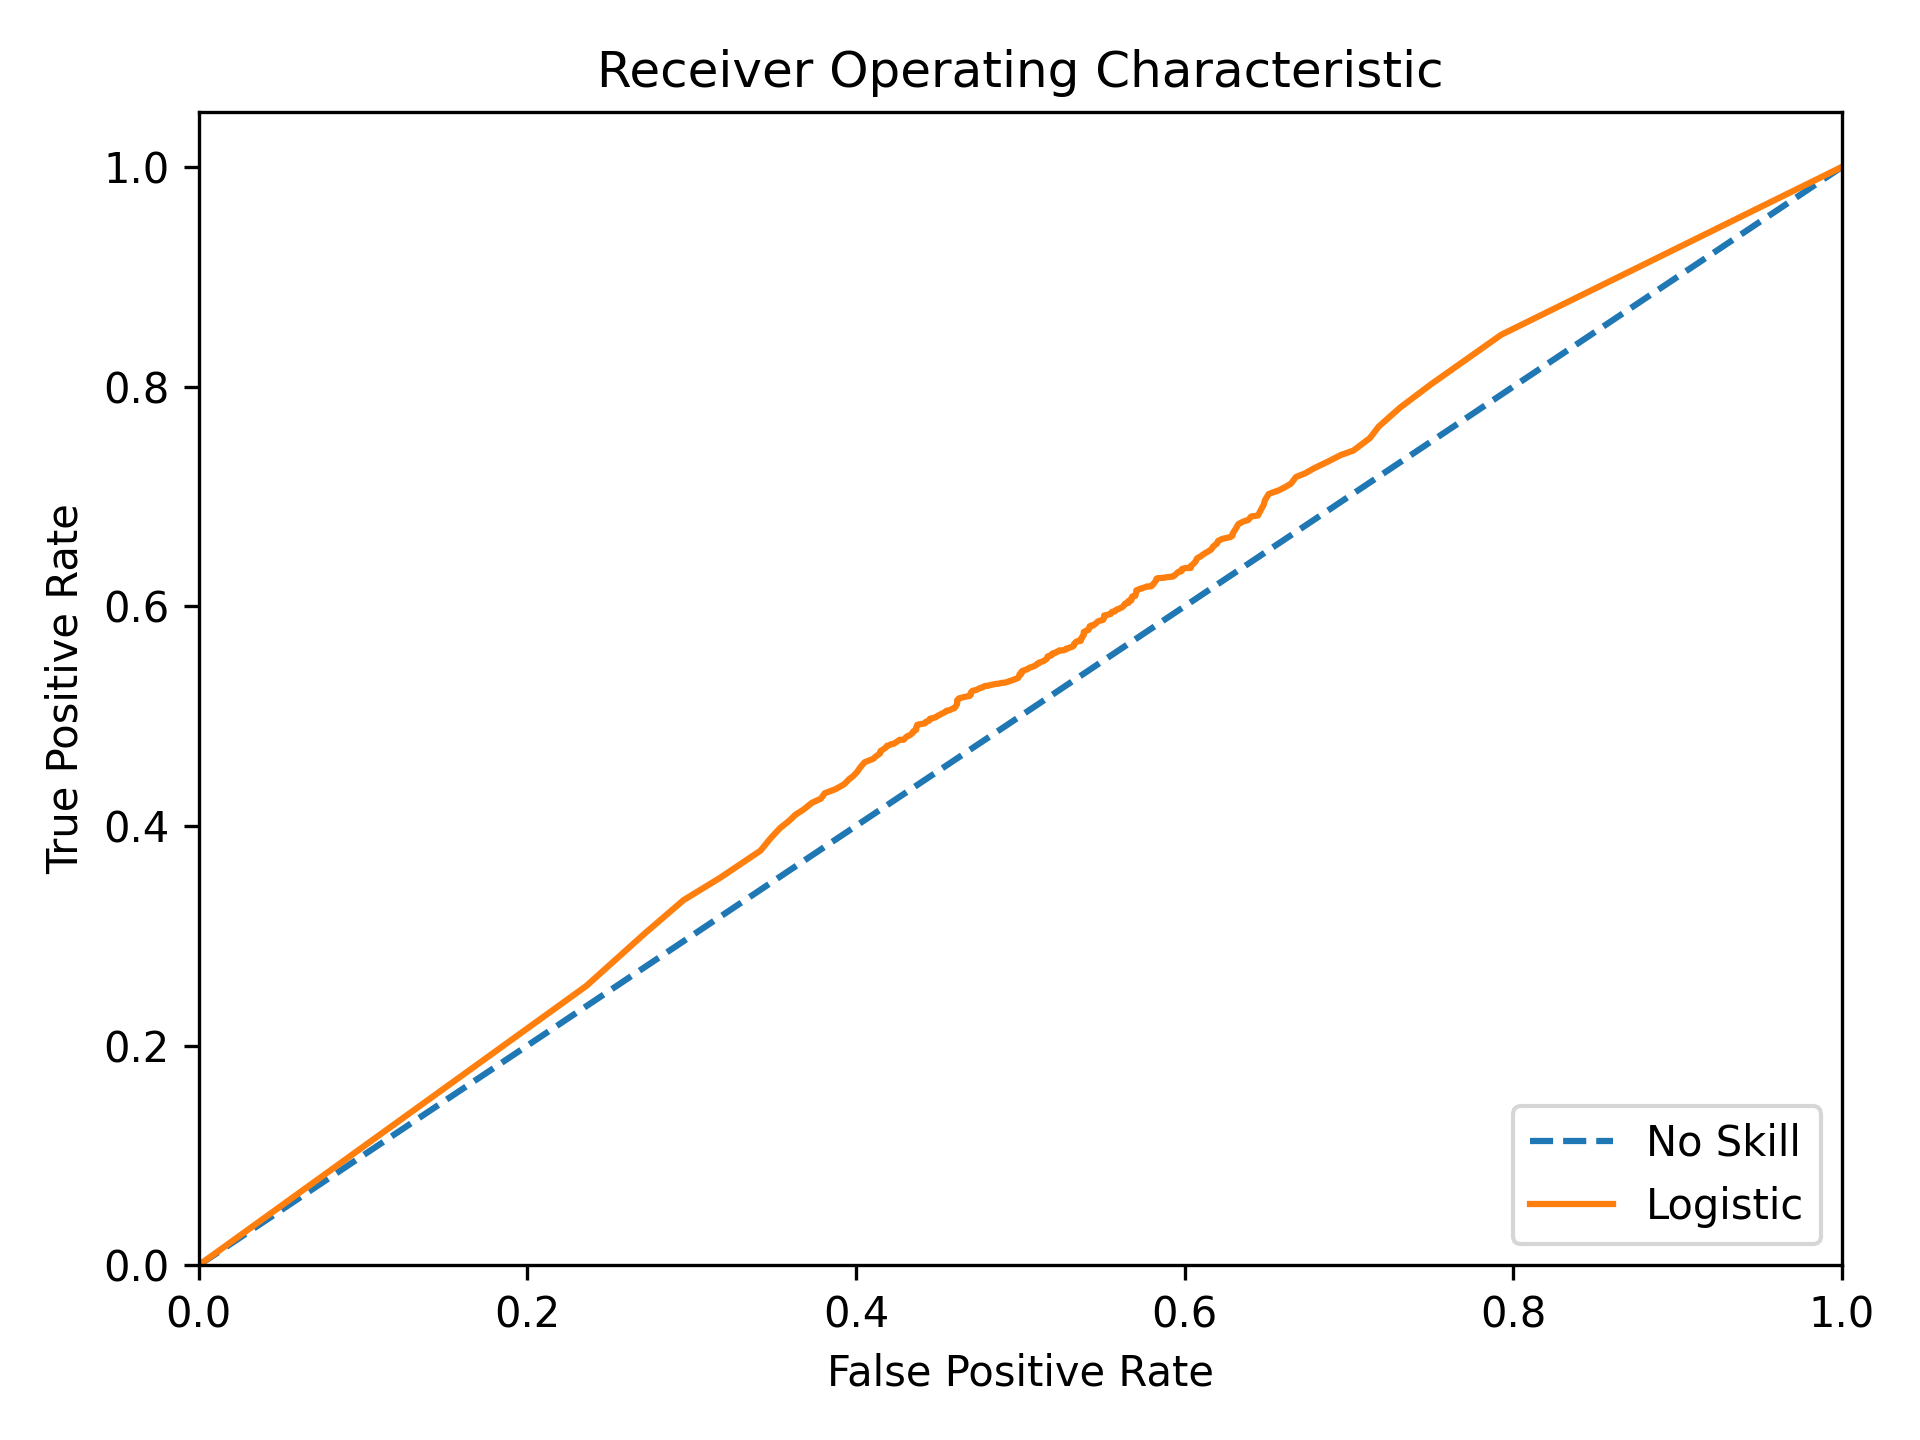 Receiver Operating Characteristic
1.0
0.8
0.6
0.4
0.2
0.0
True Positive Rate
No Skill
Logistic
0.0 0.2 0.4 0.6 0.8 1.0
False Positive Rate